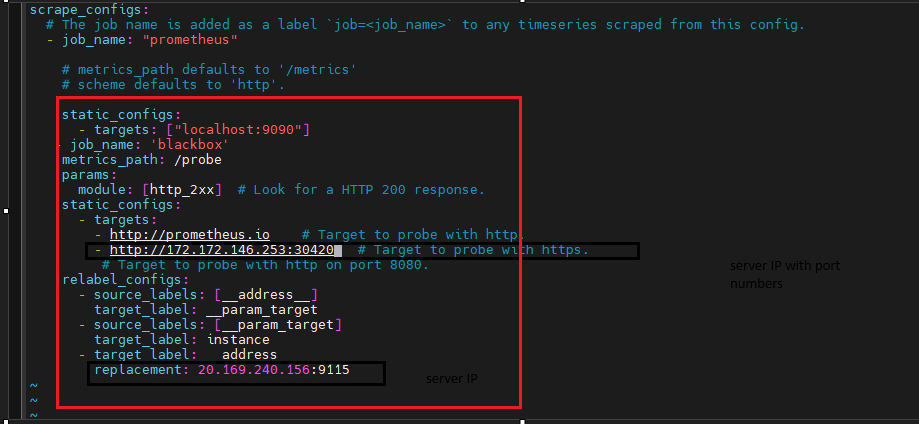 scrape_configs:
# The job name is added as a label `job=<job_name>` to any timeseries scraped from this config.
- job_name: "prometheus"
# metrics_path defaults to '/metrics'
# scheme defaults to 'http'.
static_configs:
- targets: ["localhost:9090"]
- job_name: 'blackbox'
metrics_path: /probe
params:
module: [http_2xx]  # Look for a HTTP 200 response.
static_configs:
- targets:
- http://prometheus.io    # Target to probe with http.
- http://172.172.146.253:30420   # Target to probe with https.
# Target to probe with http on port 8080.
server IP with port
numbers
relabel_configs:
- source_labels: [__address__]
target_label: __param_target
- source_labels: [__param_target]
target_label: instance
- target_label: __address__
replacement: 20.169.240.156:9115
server IP
~
~
~